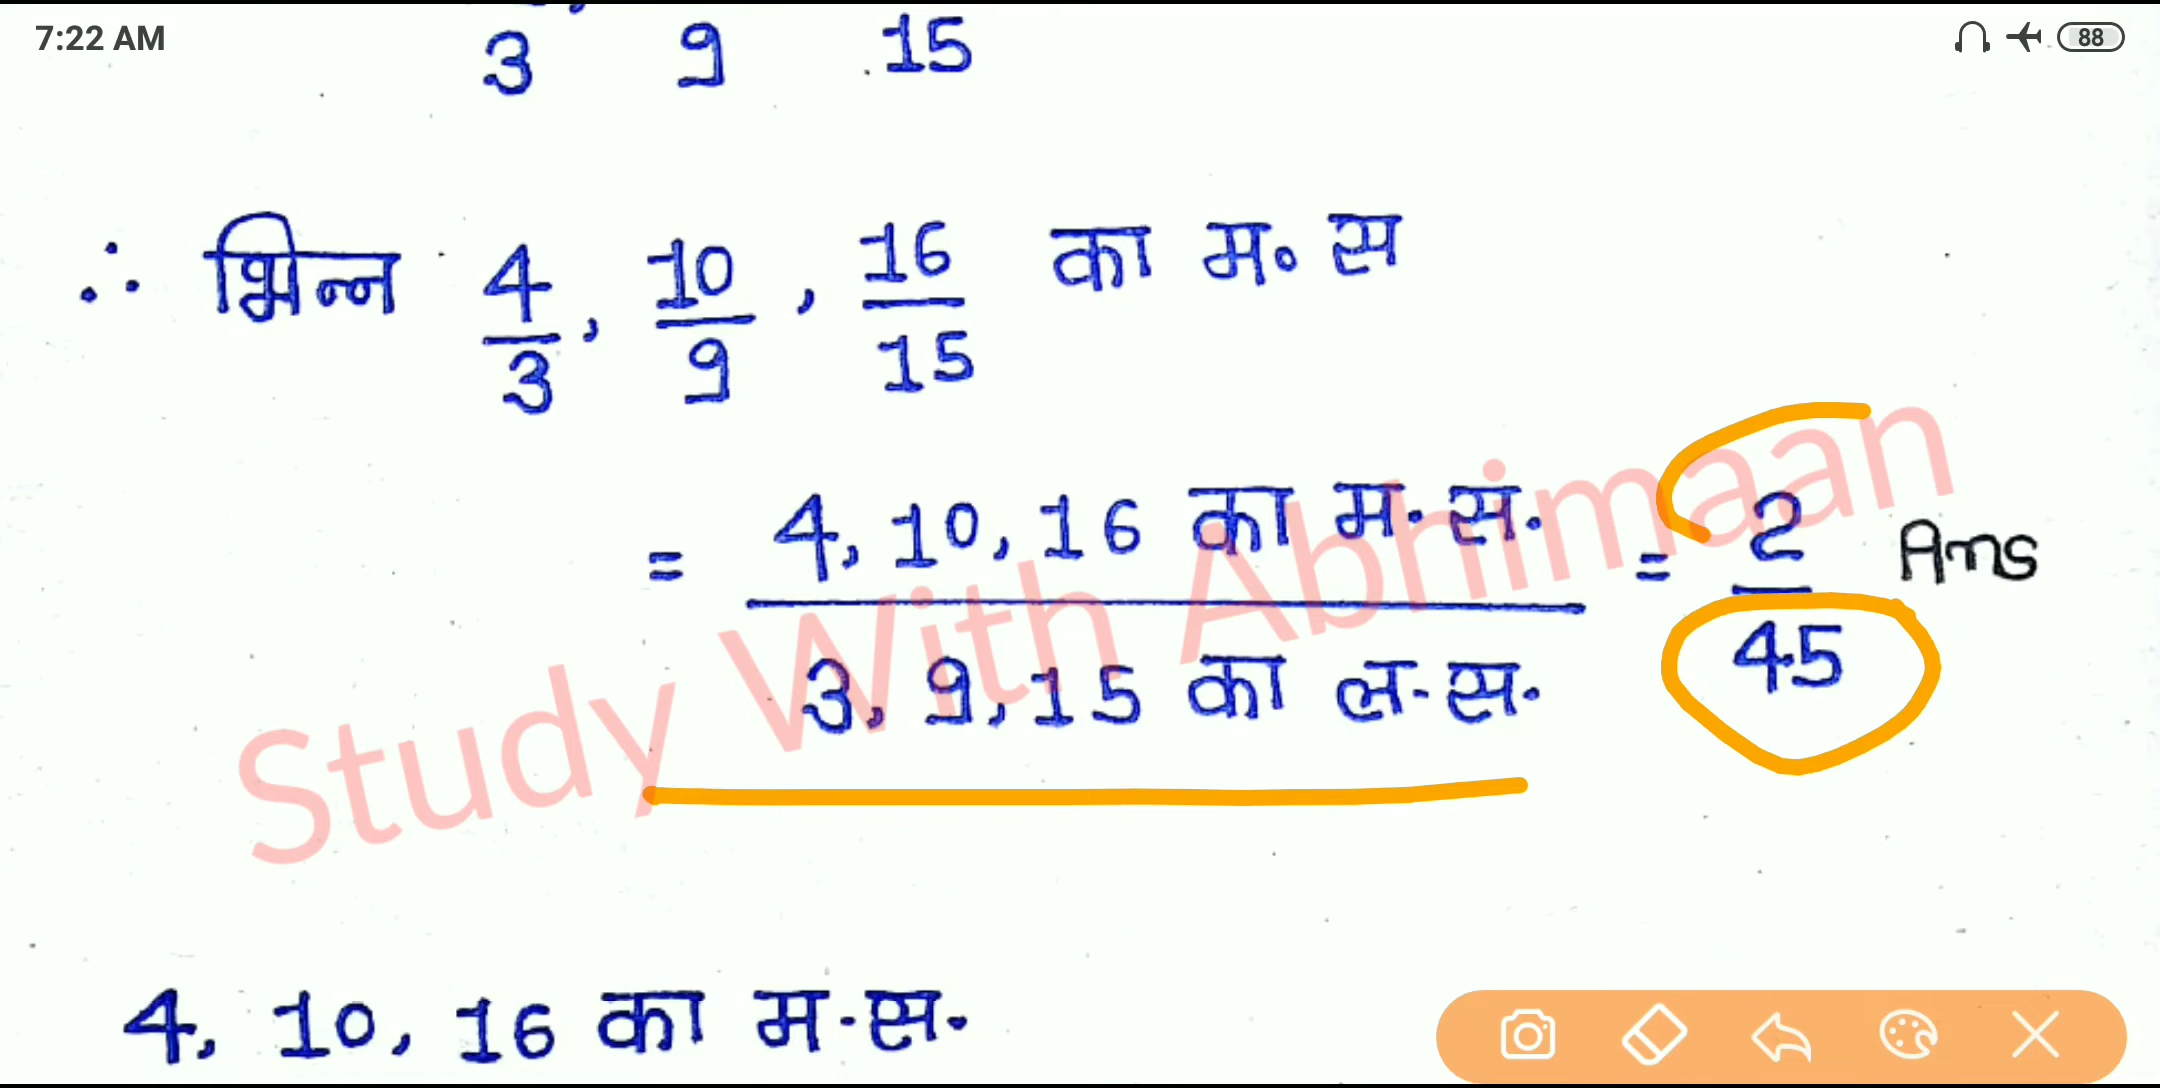 7:22 AM
88
3 9 15
∴ भिन्न 4/3, 10/9, 16/15 का म० स
= 4, 10, 16 का म.स. / 3, 9, 15 का ल.स. = 2/45 Ans
Study With Abhimaan
4, 10, 16 का म.स.